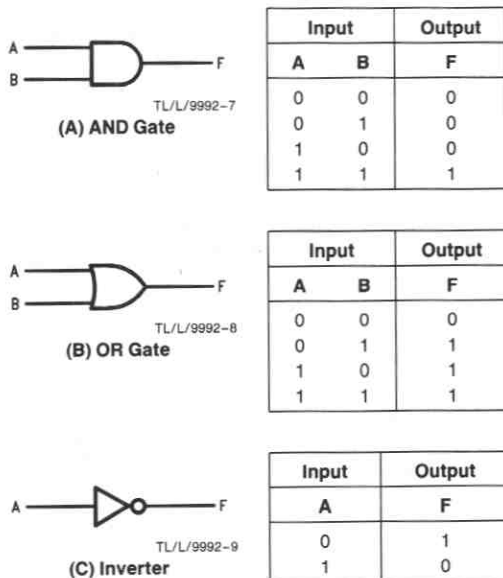 A
B
F
TL/L/9992-7
(A) AND Gate
Input Output
A B F
0 0 0
0 1 0
1 0 0
1 1 1
A
B
F
TL/L/9992-8
(B) OR Gate
Input Output
A B F
0 0 0
0 1 1
1 0 1
1 1 1
A F
TL/L/9992-9
(C) Inverter
Input Output
A F
0 1
1 0